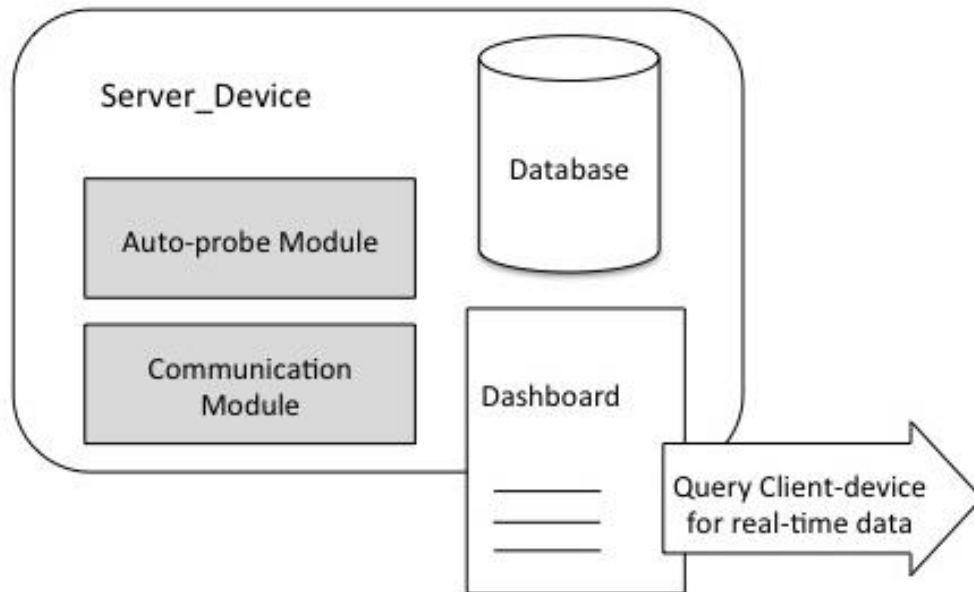 Server_Device
Database
Auto-probe Module
Communication
Module
Dashboard
Query Client-device
for real-time data